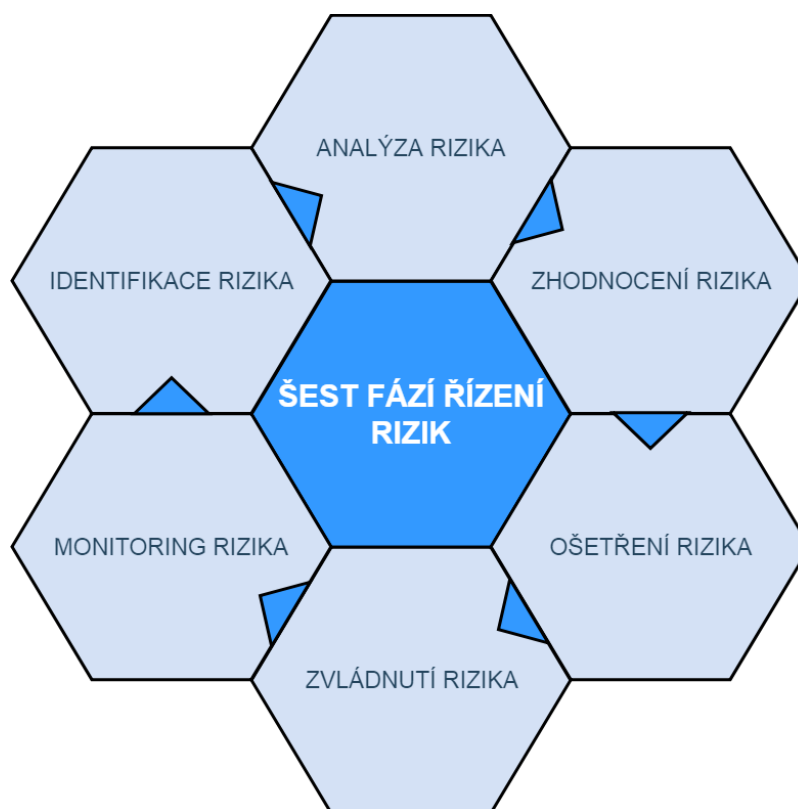 ANALÝZA RIZIKA
IDENTIFIKACE RIZIKA
ZHODNOCENÍ RIZIKA
ŠEST FÁZÍ ŘÍZENÍ
RIZIK
MONITORING RIZIKA
OŠETŘENÍ RIZIKA
ZVLÁDNUTÍ RIZIKA